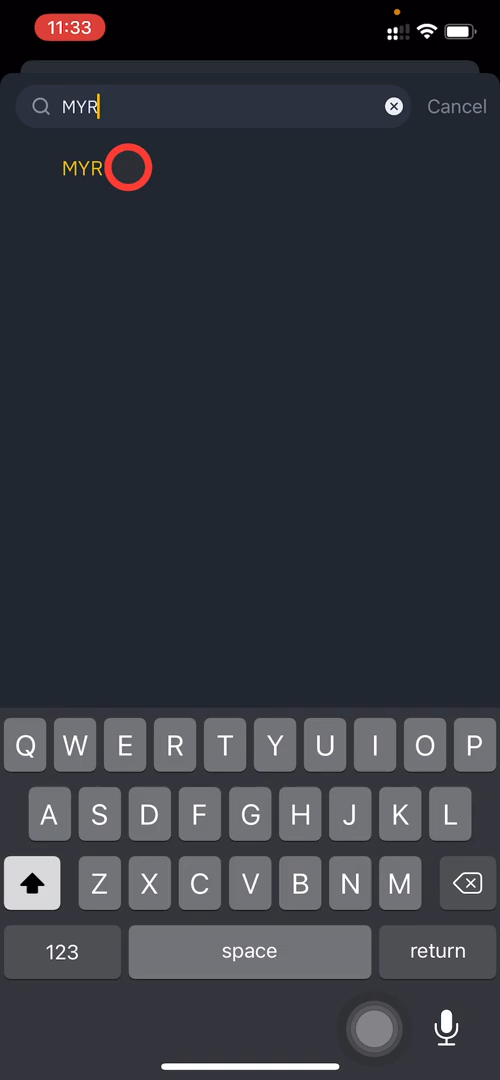 11:33
MYR
Cancel
MYR
Q W E R T Y U I O P
A S D F G H J K L
Z X C V B N M
123 space return